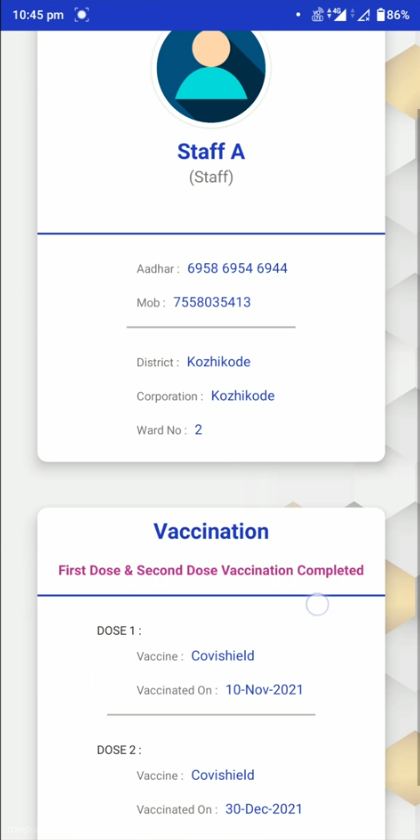 10:45 pm 4G 86%
Staff A
(Staff)
Aadhar : 6958 6954 6944
Mob : 7558035413
District : Kozhikode
Corporation : Kozhikode
Ward No : 2
Vaccination
First Dose & Second Dose Vaccination Completed
DOSE 1 :
Vaccine : Covishield
Vaccinated On : 10-Nov-2021
DOSE 2 :
Vaccine : Covishield
Vaccinated On : 30-Dec-2021